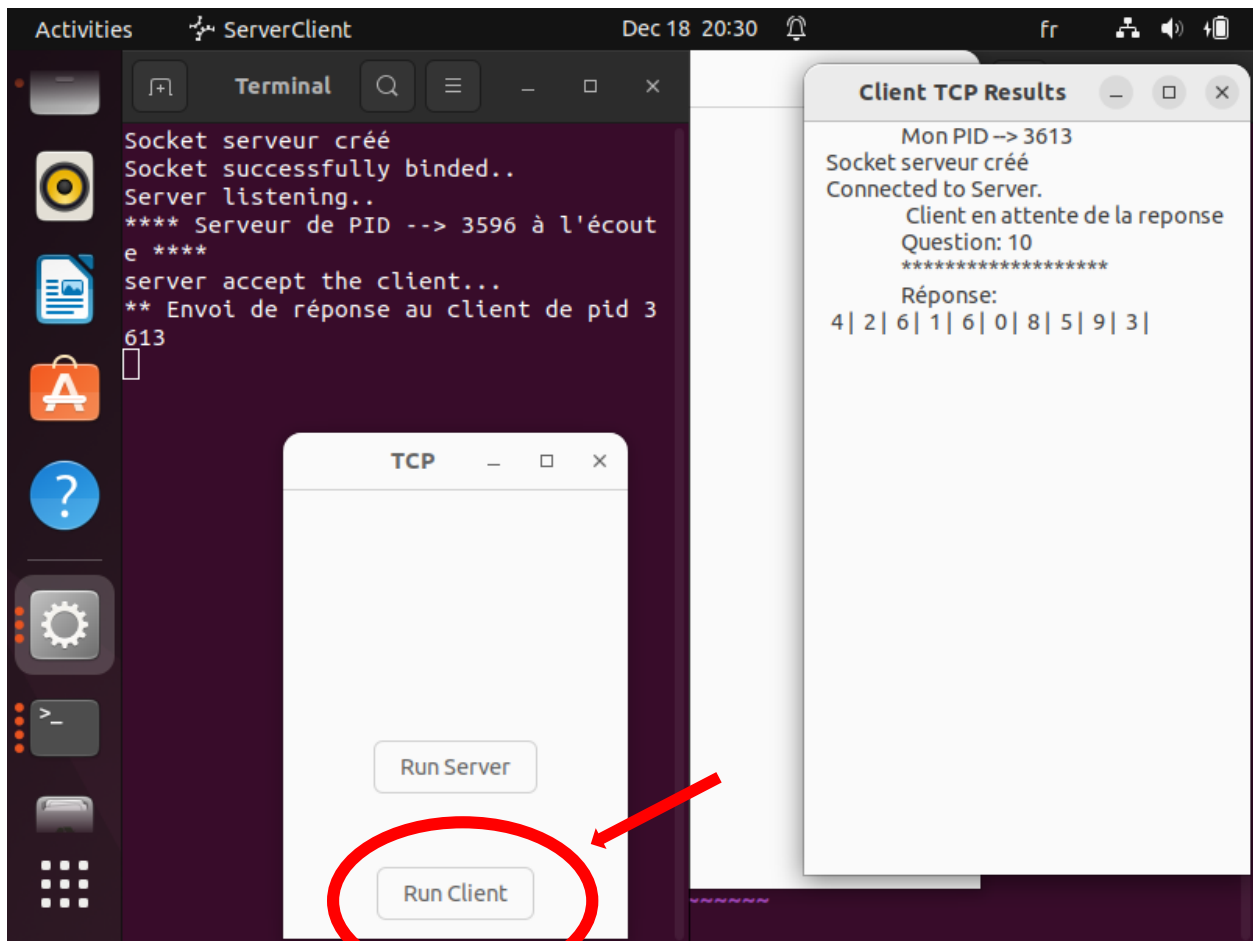 Activities
ServerClient
Dec 18 20:30
fr
Terminal
Socket serveur créé
Socket successfully binded..
Server listening..
**** Serveur de PID --> 3596 à l'écout
e ****
server accept the client...
** Envoi de réponse au client de pid 3
613
TCP
Run Server
Run Client
Client TCP Results
Mon PID --> 3613
Socket serveur créé
Connected to Server.
Client en attente de la reponse
Question: 10
*******************
Réponse:
4| 2| 6| 1| 6| 0| 8| 5| 9| 3|
~~~~~~